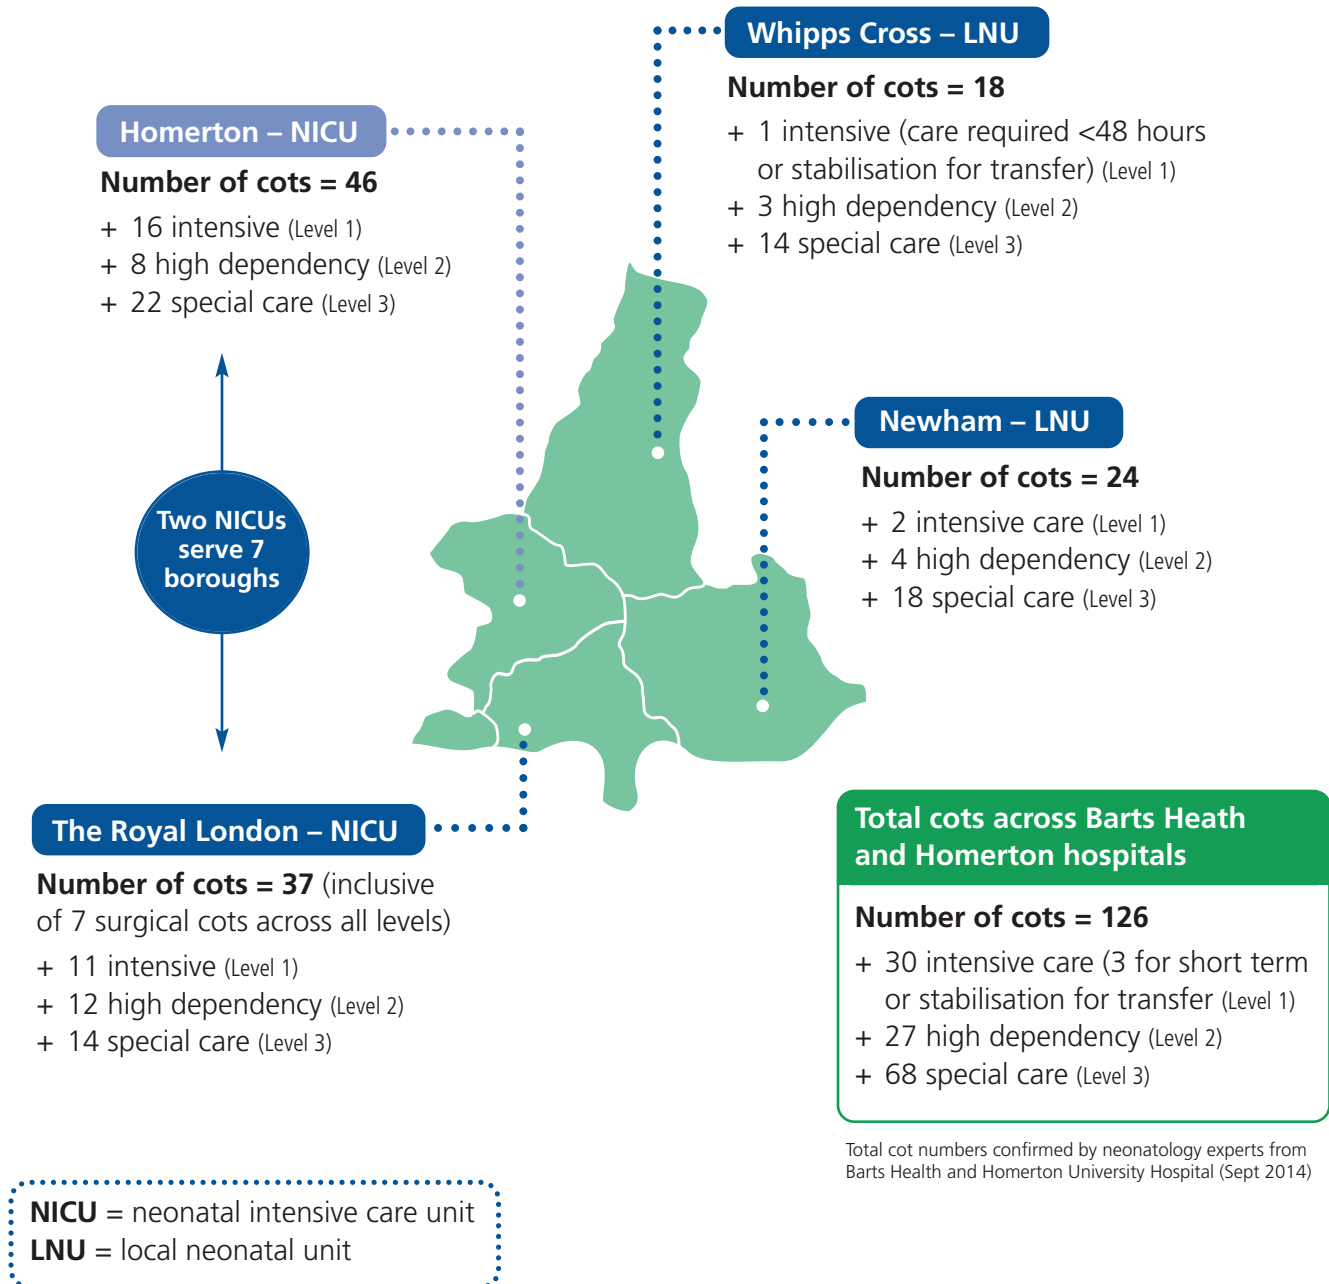 Whipps Cross – LNU
Number of cots = 18
+ 1 intensive (care required <48 hours
or stabilisation for transfer) (Level 1)
+ 3 high dependency (Level 2)
+ 14 special care (Level 3)
Homerton – NICU
Number of cots = 46
+ 16 intensive (Level 1)
+ 8 high dependency (Level 2)
+ 22 special care (Level 3)
Two NICUs
serve 7
boroughs
Newham – LNU
Number of cots = 24
+ 2 intensive care (Level 1)
+ 4 high dependency (Level 2)
+ 18 special care (Level 3)
The Royal London – NICU
Number of cots = 37 (inclusive
of 7 surgical cots across all levels)
+ 11 intensive (Level 1)
+ 12 high dependency (Level 2)
+ 14 special care (Level 3)
Total cots across Barts Heath
and Homerton hospitals
Number of cots = 126
+ 30 intensive care (3 for short term
or stabilisation for transfer (Level 1)
+ 27 high dependency (Level 2)
+ 68 special care (Level 3)
Total cot numbers confirmed by neonatology experts from
Barts Health and Homerton University Hospital (Sept 2014)
NICU = neonatal intensive care unit
LNU = local neonatal unit